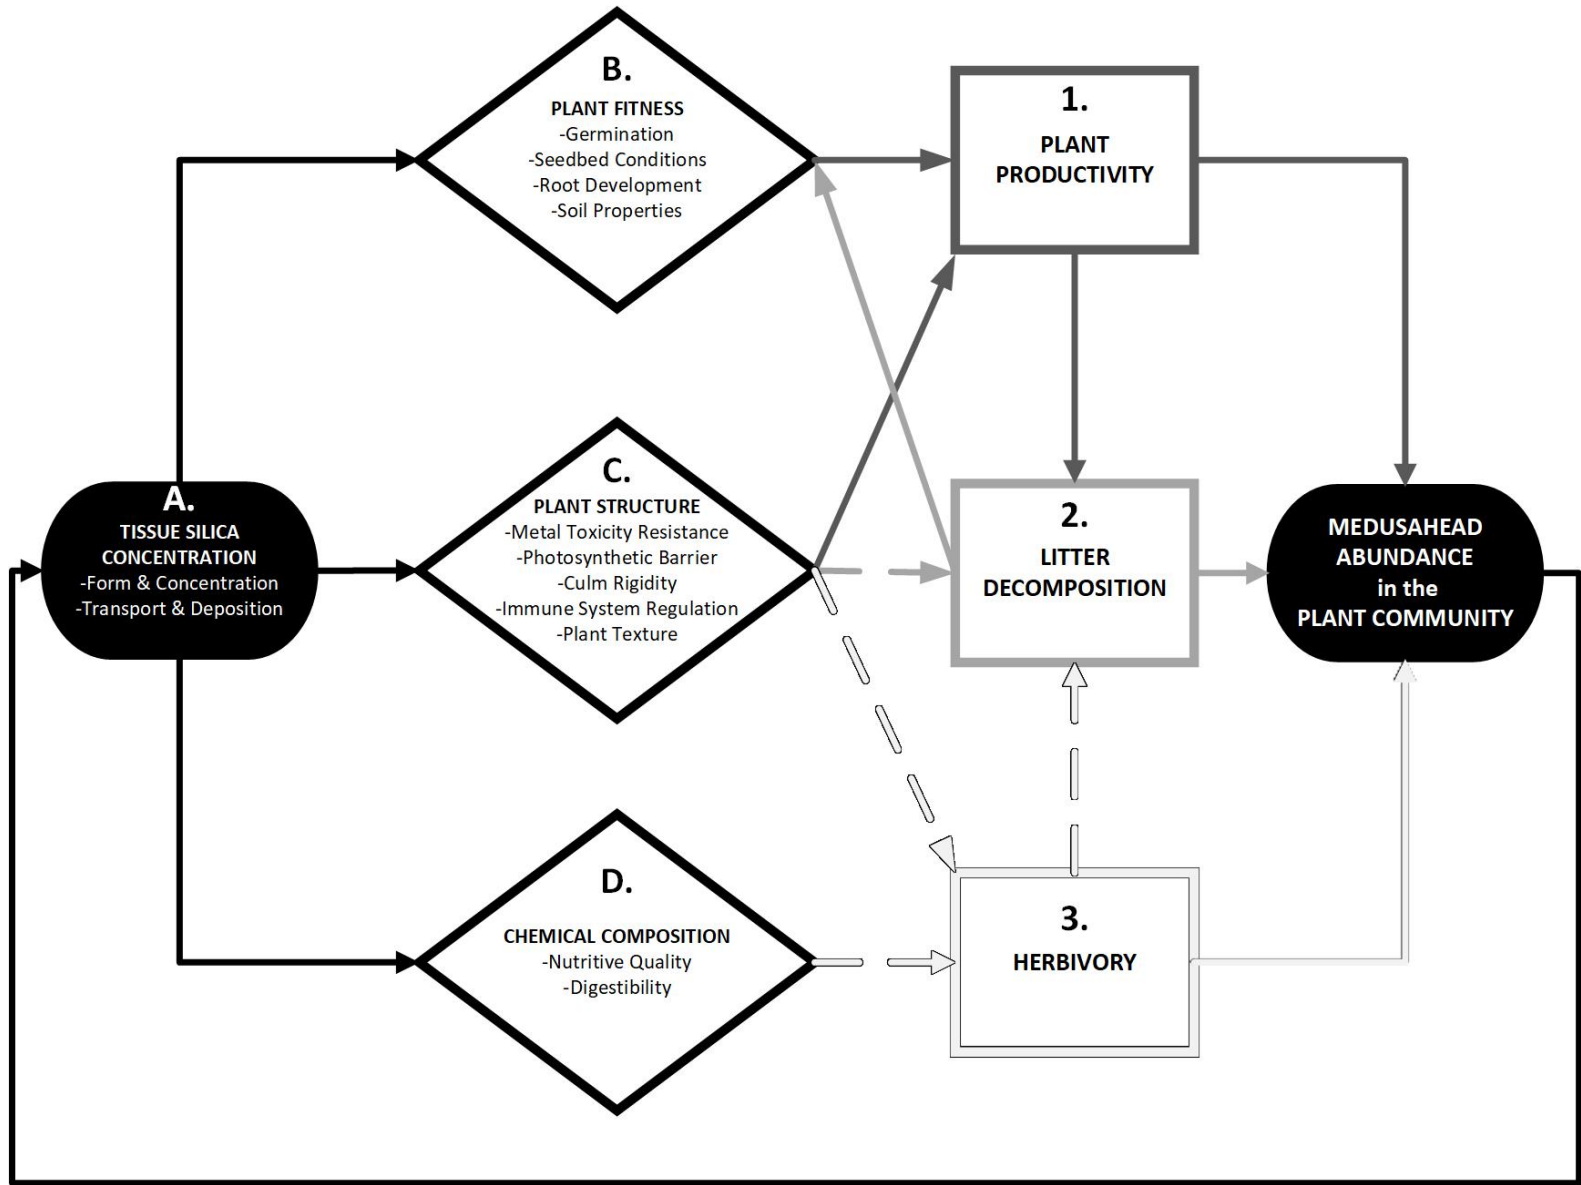 B.
PLANT FITNESS
-Germination
-Seedbed Conditions
-Root Development
-Soil Properties
1.
PLANT
PRODUCTIVITY
A.
TISSUE SILICA
CONCENTRATION
-Form & Concentration
-Transport & Deposition
C.
PLANT STRUCTURE
-Metal Toxicity Resistance
-Photosynthetic Barrier
-Culm Rigidity
-Immune System Regulation
-Plant Texture
2.
LITTER
DECOMPOSITION
MEDUSAHEAD
ABUNDANCE
in the
PLANT COMMUNITY
D.
CHEMICAL COMPOSITION
-Nutritive Quality
-Digestibility
3.
HERBIVORY